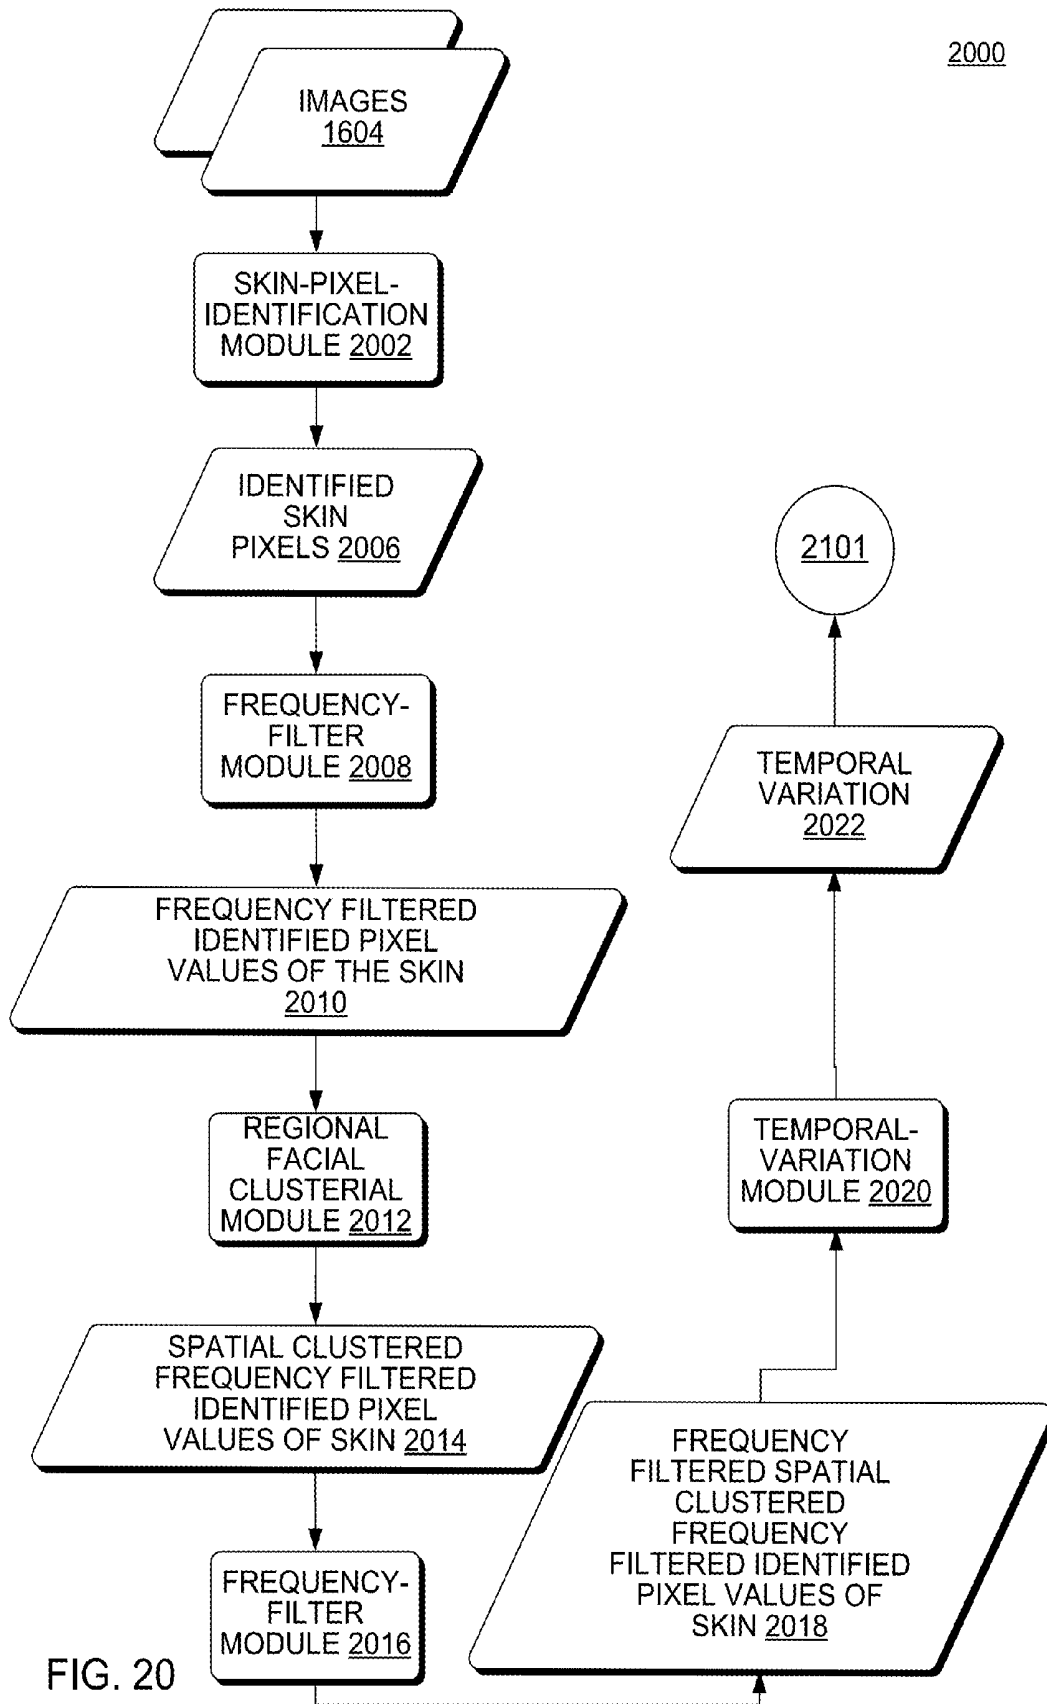 2000
IMAGES
1604
SKIN-PIXEL-
IDENTIFICATION
MODULE 2002
IDENTIFIED
SKIN
PIXELS 2006
FREQUENCY-
FILTER
MODULE 2008
FREQUENCY FILTERED
IDENTIFIED PIXEL
VALUES OF THE SKIN
2010
REGIONAL
FACIAL
CLUSTERIAL
MODULE 2012
SPATIAL CLUSTERED
FREQUENCY FILTERED
IDENTIFIED PIXEL
VALUES OF SKIN 2014
FREQUENCY-
FILTER
MODULE 2016
FREQUENCY
FILTERED SPATIAL
CLUSTERED
FREQUENCY
FILTERED IDENTIFIED
PIXEL VALUES OF
SKIN 2018
TEMPORAL-
VARIATION
MODULE 2020
TEMPORAL
VARIATION
2022
2101
FIG. 20